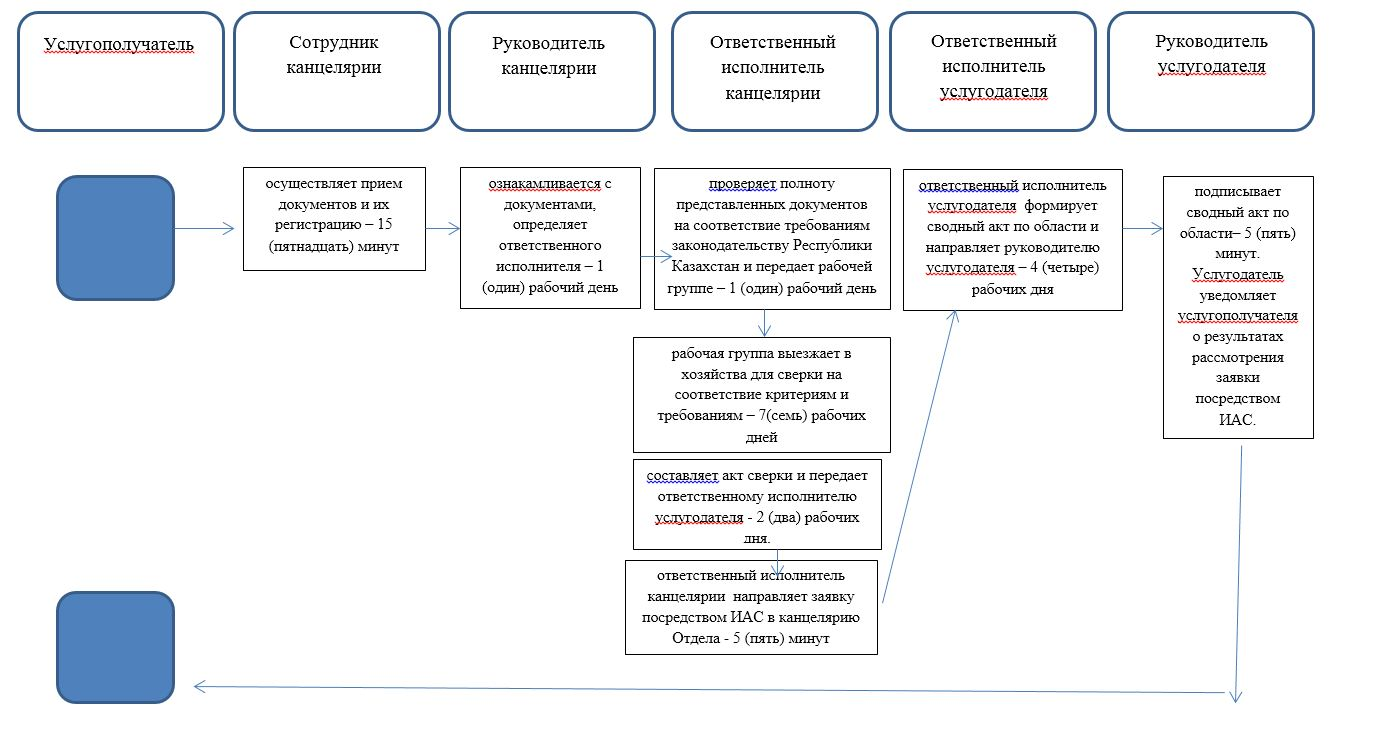 Услугополучатель
Сотрудник
канцелярии
Руководитель
канцелярии
Ответственный
исполнитель
канцелярии
Ответственный
исполнитель
услугодателя
Руководитель
услугодателя
осуществляет прием
документов и их
регистрацию – 15
(пятнадцать) минут
ознакамливается с
документами,
определяет
ответственного
исполнителя – 1
(один) рабочий день
проверяет полноту
представленных документов
на соответствие требованиям
законодательству Республики
Казахстан и передает рабочей
группе – 1 (один) рабочий день
рабочая группа выезжает в
хозяйства для сверки на
соответствие критериям и
требованиям – 7(семь) рабочих
дней
составляет акт сверки и передает
ответственному исполнителю
услугодателя - 2 (два) рабочих
дня.
ответственный исполнитель
канцелярии направляет заявку
посредством ИАС в канцелярию
Отдела - 5 (пять) минут
ответственный исполнитель
услугодателя формирует
сводный акт по области и
направляет руководителю
услугодателя – 4 (четыре)
рабочих дня
подписывает
сводный акт по
области– 5 (пять)
минут.
Услугодатель
уведомляет
услугополучателя
о результатах
рассмотрения
заявки
посредством
ИАС.